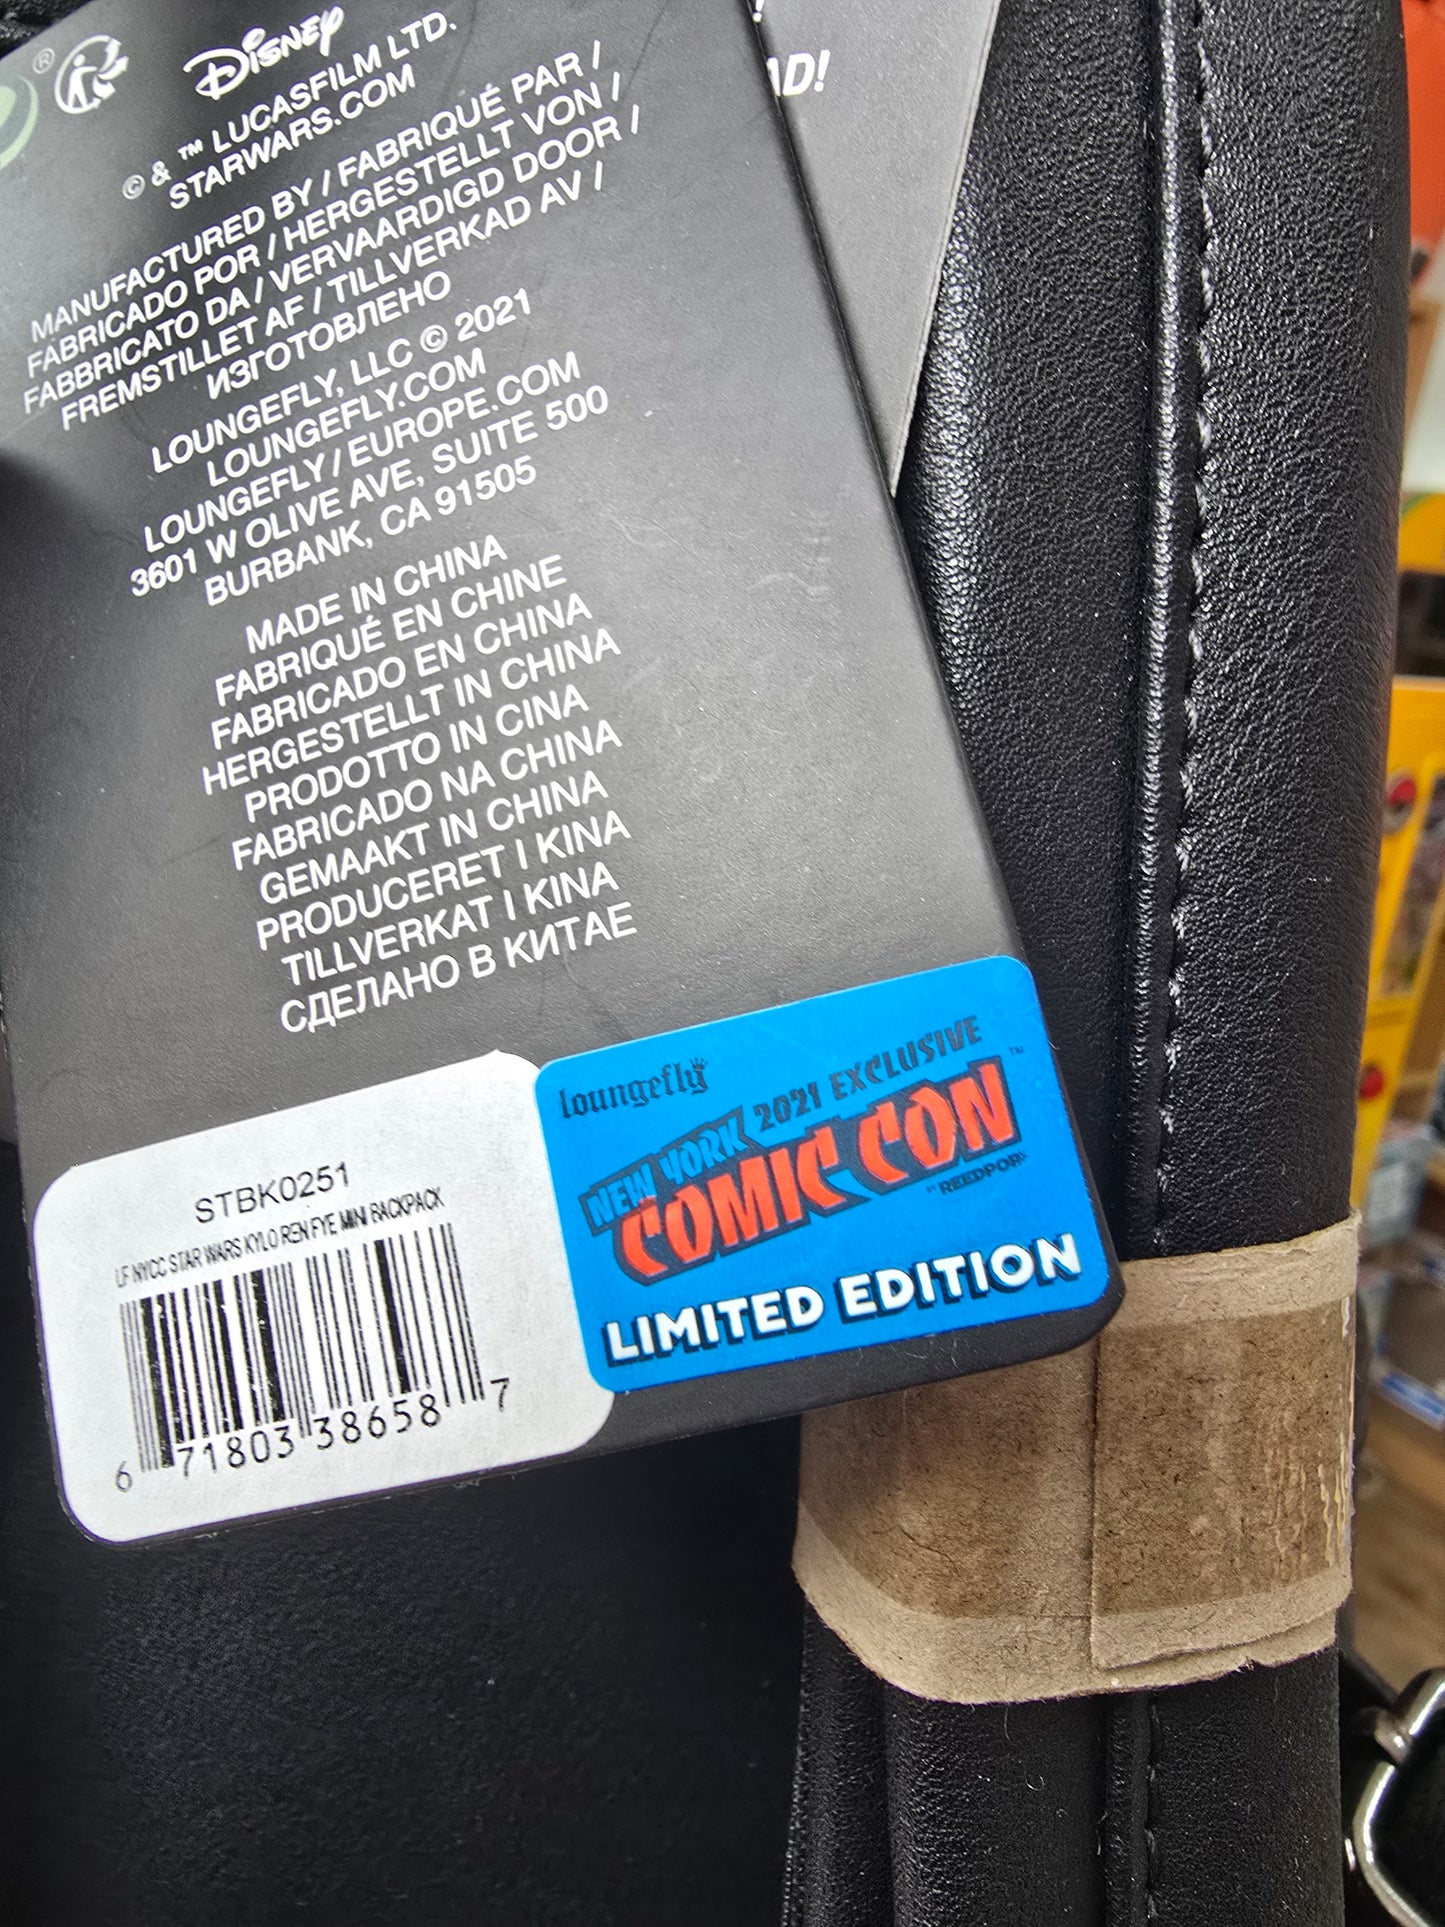 ®
Disney
© & ™ LUCASFILM LTD.
STARWARS.COM
MANUFACTURED BY / FABRIQUÉ PAR /
FABRICADO POR / HERGESTELLT VON /
FABBRICATO DA / VERVAARDIGD DOOR /
FREMSTILLET AF / TILLVERKAD AV /
ИЗГОТОВЛЕНО
LOUNGEFLY, LLC © 2021
LOUNGEFLY.COM
LOUNGEFLY/EUROPE.COM
3601 W OLIVE AVE, SUITE 500
BURBANK, CA 91505
MADE IN CHINA
FABRIQUÉ EN CHINE
FABRICADO EN CHINA
HERGESTELLT IN CHINA
PRODOTTO IN CINA
FABRICADO NA CHINA
GEMAAKT IN CHINA
PRODUCERET I KINA
TILLVERKAT I KINA
СДЕЛАНО В КИТАЕ
STBK0251
LF NYCC STAR WARS KYLO REN FYE MINI BACKPACK
6 71803 38658 7
loungefly
NEW YORK 2021 EXCLUSIVE
COMIC CON ™
BY REEDPOP
LIMITED EDITION